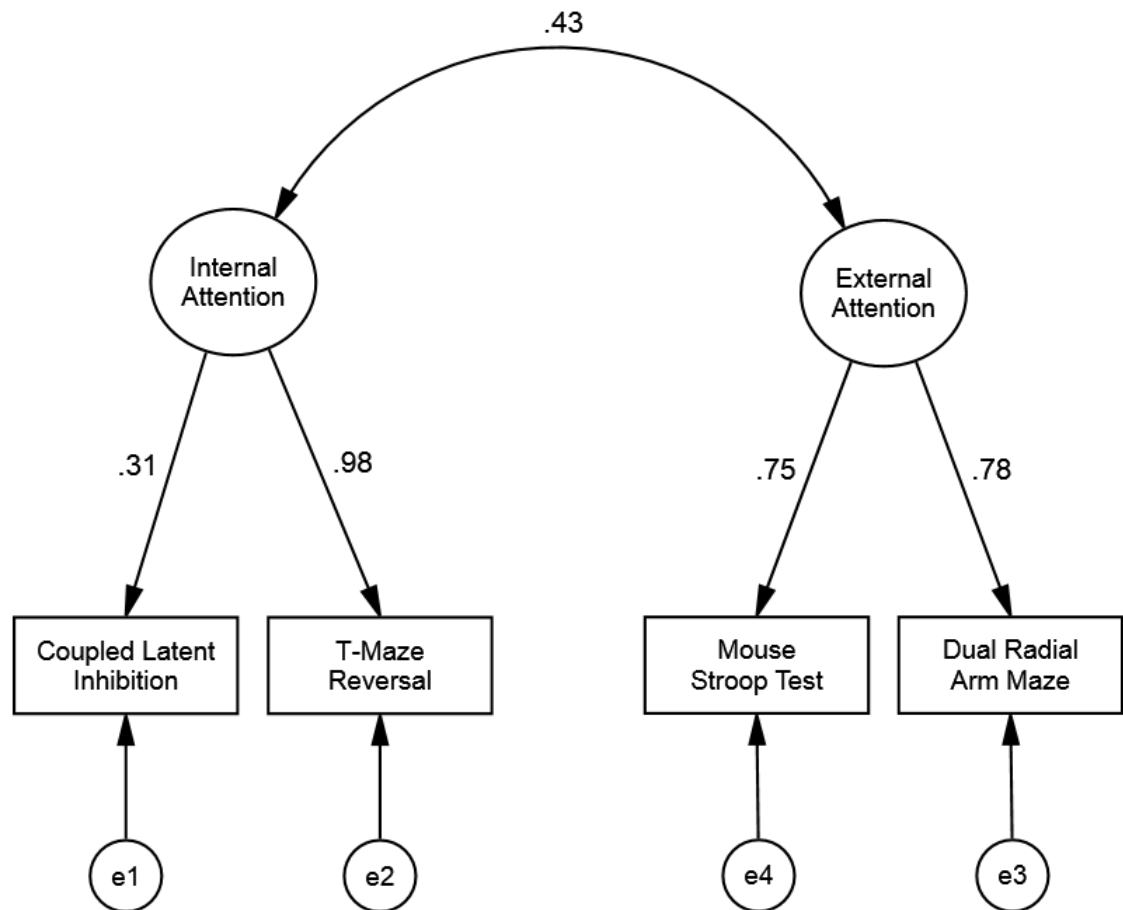 .43
Internal
Attention
External
Attention
.31
.98
.75
.78
Coupled Latent
Inhibition
T-Maze
Reversal
Mouse
Stroop Test
Dual Radial
Arm Maze
e1
e2
e4
e3